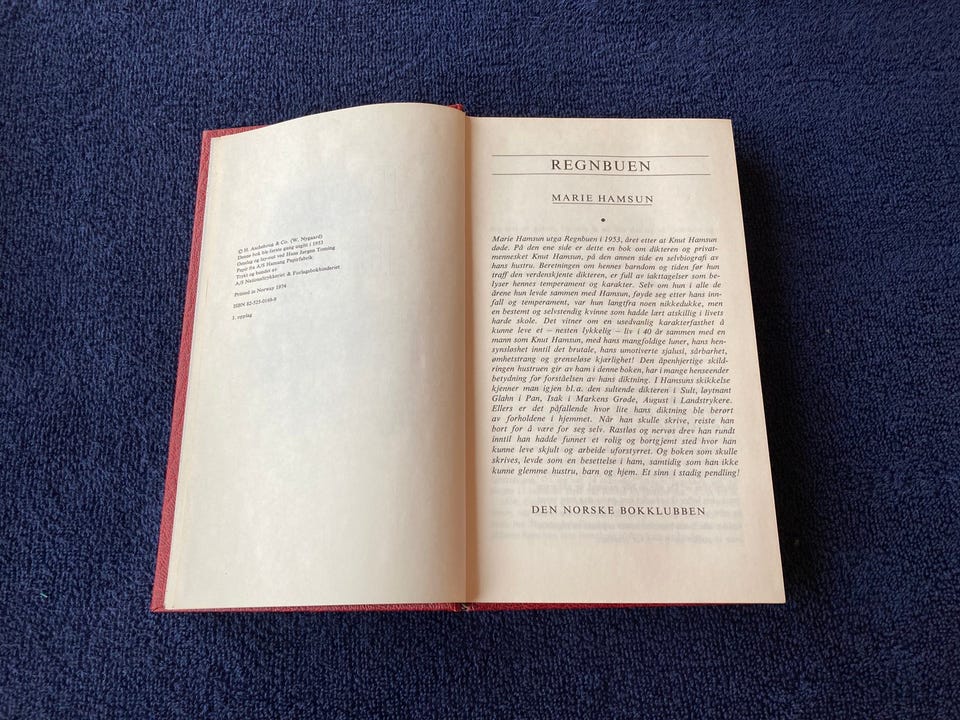 © H. Aschehoug & Co. (W. Nygaard)
Denne bok ble første gang utgitt i 1953
Omslag og lay-out ved Hans Jørgen Toming
Papir fra A/S Hamang Papirfabrik
Trykt og bundet av
A/S Nationaltrykkeriet & Forlagsbokbinderiet
Printed in Norway 1974
ISBN 82-525-0169-9
3. opplag
REGNBUEN
MARIE HAMSUN
Marie Hamsun utga Regnbuen i 1953, året etter at Knut Hamsun
døde. På den ene side er dette en bok om dikteren og privat-
mennesket Knut Hamsun, på den annen side en selvbiografi av
hans hustru. Beretningen om hennes barndom og tiden før hun
traff den verdenskjente dikteren, er full av iakttagelser som be-
lyser hennes temperament og karakter. Selv om hun i alle de
årene hun levde sammen med Hamsun, føyde seg etter hans inn-
fall og temperament, var hun langtfra noen nikkedukke, men
en bestemt og selvstendig kvinne som hadde lært atskillig i livets
harde skole. Det vitner om en usedvanlig karakterfasthet å
kunne leve et – nesten lykkelig – liv i 40 år sammen med en
mann som Knut Hamsun, med hans mangfoldige luner, hans hen-
synsløshet inntil det brutale, hans umotiverte sjalusi, sårbarhet,
ømhetstrang og grenseløse kjærlighet! Den åpenhjertige skild-
ringen hustruen gir av ham i denne boken, har i mange henseender
betydning for forståelsen av hans diktning. I Hamsuns skikkelse
kjenner man igjen bl.a. den sultende dikteren i Sult, løytnant
Glahn i Pan, Isak i Markens Grøde, August i Landstrykere.
Ellers er det påfallende hvor lite hans diktning ble berørt
av forholdene i hjemmet. Når han skulle skrive, reiste han
bort for å være for seg selv. Rastløs og nervøs drev han rundt
inntil han hadde funnet et rolig og bortgjemt sted hvor han
kunne leve skjult og arbeide uforstyrret. Og boken som skulle
skrives, levde som en besettelse i ham, samtidig som han ikke
kunne glemme hustru, barn og hjem. Et sinn i stadig pendling!
DEN NORSKE BOKKLUBBEN